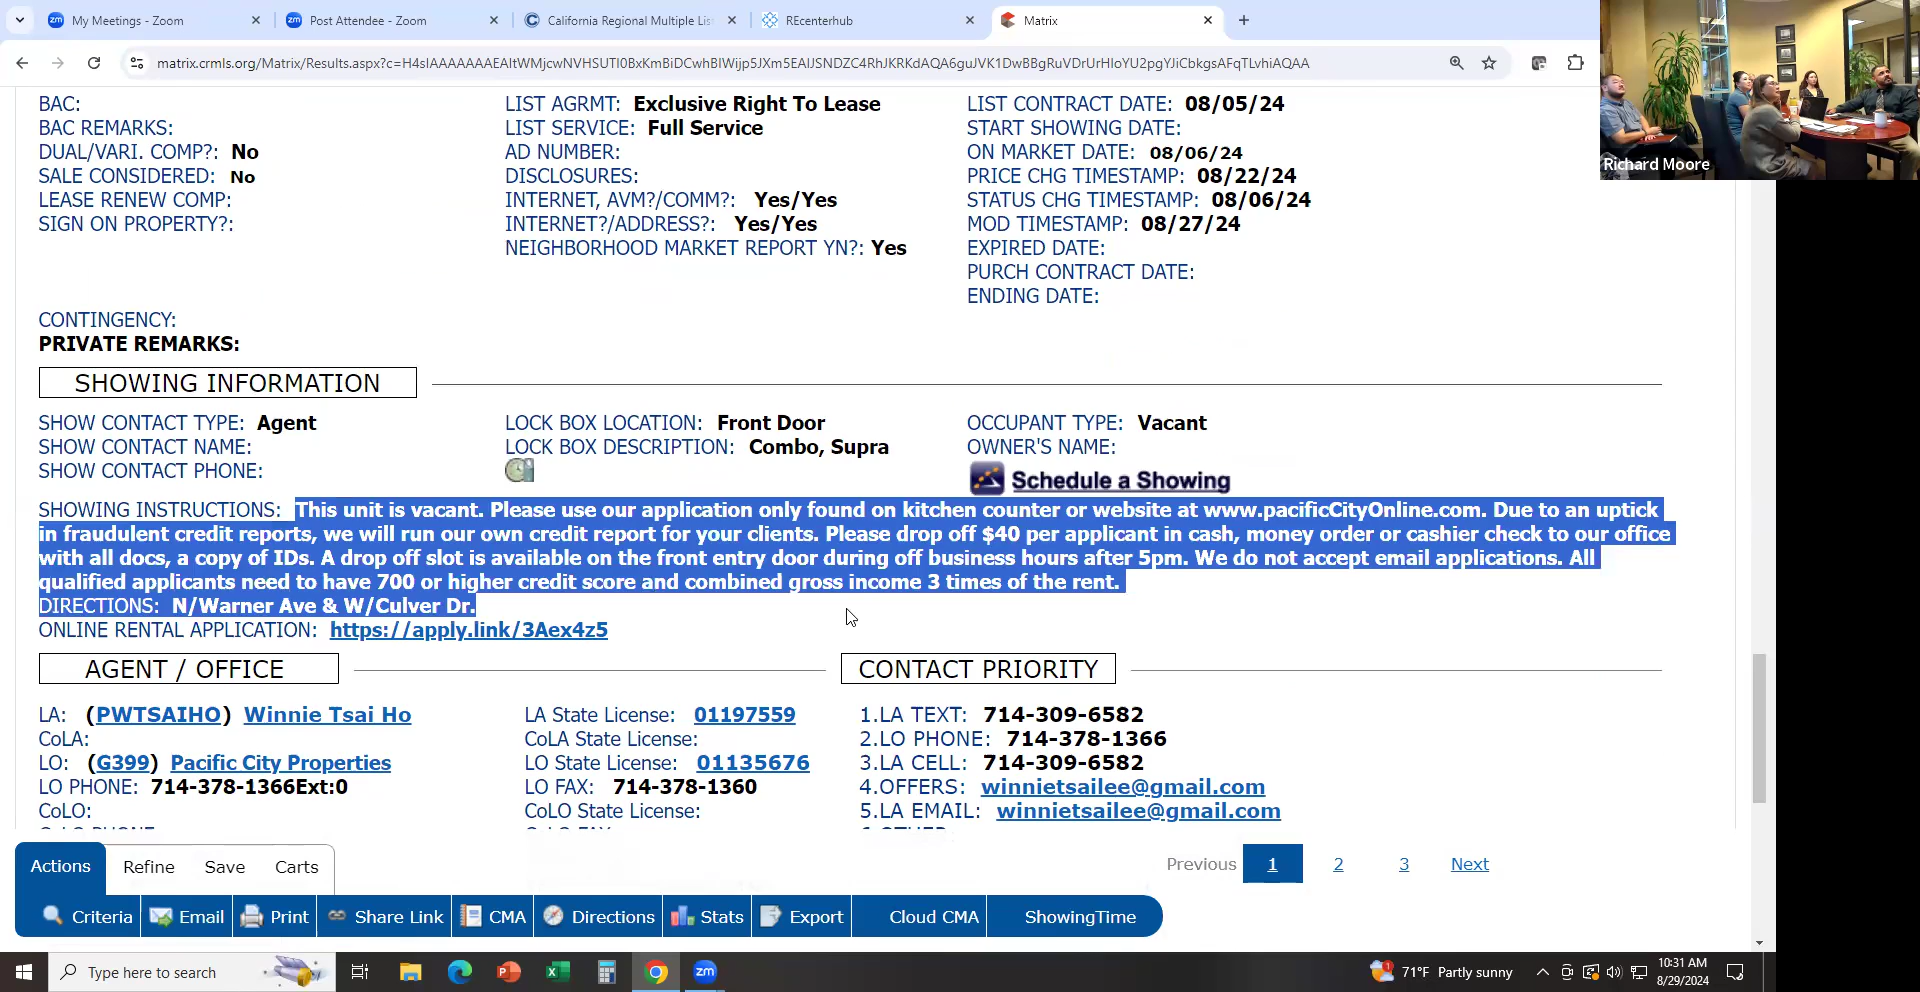 My Meetings - Zoom
Post Attendee - Zoom
California Regional Multiple Lis
REcenterhub
Matrix
matrix.crmls.org/Matrix/Results.aspx?c=H4sIAAAAAAAEAItWMjcwNVHSUTI0BxKmBiDCwhBIWijp5JXm5EAIJSNDZC4RhJKRKdAQA6guJVK1DwBBgRuVDrUrHIoYU2pgYJiCbkgsAFqTLvhiAQAA
Richard Moore
BAC:
BAC REMARKS:
DUAL/VARI. COMP?: No
SALE CONSIDERED: No
LEASE RENEW COMP:
SIGN ON PROPERTY?:
LIST AGRMT: Exclusive Right To Lease
LIST SERVICE: Full Service
AD NUMBER:
DISCLOSURES:
INTERNET, AVM?/COMM?: Yes/Yes
INTERNET?/ADDRESS?: Yes/Yes
NEIGHBORHOOD MARKET REPORT YN?: Yes
LIST CONTRACT DATE: 08/05/24
START SHOWING DATE:
ON MARKET DATE: 08/06/24
PRICE CHG TIMESTAMP: 08/22/24
STATUS CHG TIMESTAMP: 08/06/24
MOD TIMESTAMP: 08/27/24
EXPIRED DATE:
PURCH CONTRACT DATE:
ENDING DATE:
CONTINGENCY:
PRIVATE REMARKS:
SHOWING INFORMATION
SHOW CONTACT TYPE: Agent
SHOW CONTACT NAME:
SHOW CONTACT PHONE:
LOCK BOX LOCATION: Front Door
LOCK BOX DESCRIPTION: Combo, Supra
OCCUPANT TYPE: Vacant
OWNER'S NAME:
Schedule a Showing
SHOWING INSTRUCTIONS: This unit is vacant. Please use our application only found on kitchen counter or website at www.pacificCityOnline.com. Due to an uptick
in fraudulent credit reports, we will run our own credit report for your clients. Please drop off $40 per applicant in cash, money order or cashier check to our office
with all docs, a copy of IDs. A drop off slot is available on the front entry door during off business hours after 5pm. We do not accept email applications. All
qualified applicants need to have 700 or higher credit score and combined gross income 3 times of the rent.
DIRECTIONS: N/Warner Ave & W/Culver Dr.
ONLINE RENTAL APPLICATION: https://apply.link/3Aex4z5
AGENT / OFFICE
CONTACT PRIORITY
LA: (PWTSAIHO) Winnie Tsai Ho
CoLA:
LO: (G399) Pacific City Properties
LO PHONE: 714-378-1366Ext:0
CoLO:
LA State License: 01197559
CoLA State License:
LO State License: 01135676
LO FAX: 714-378-1360
CoLO State License:
1.LA TEXT: 714-309-6582
2.LO PHONE: 714-378-1366
3.LA CELL: 714-309-6582
4.OFFERS: winnietsailee@gmail.com
5.LA EMAIL: winnietsailee@gmail.com
Actions
Refine
Save
Carts
Previous 1 2 3 Next
Criteria
Email
Print
Share Link
CMA
Directions
Stats
Export
Cloud CMA
ShowingTime
Type here to search
71°F Partly sunny
10:31 AM
8/29/2024